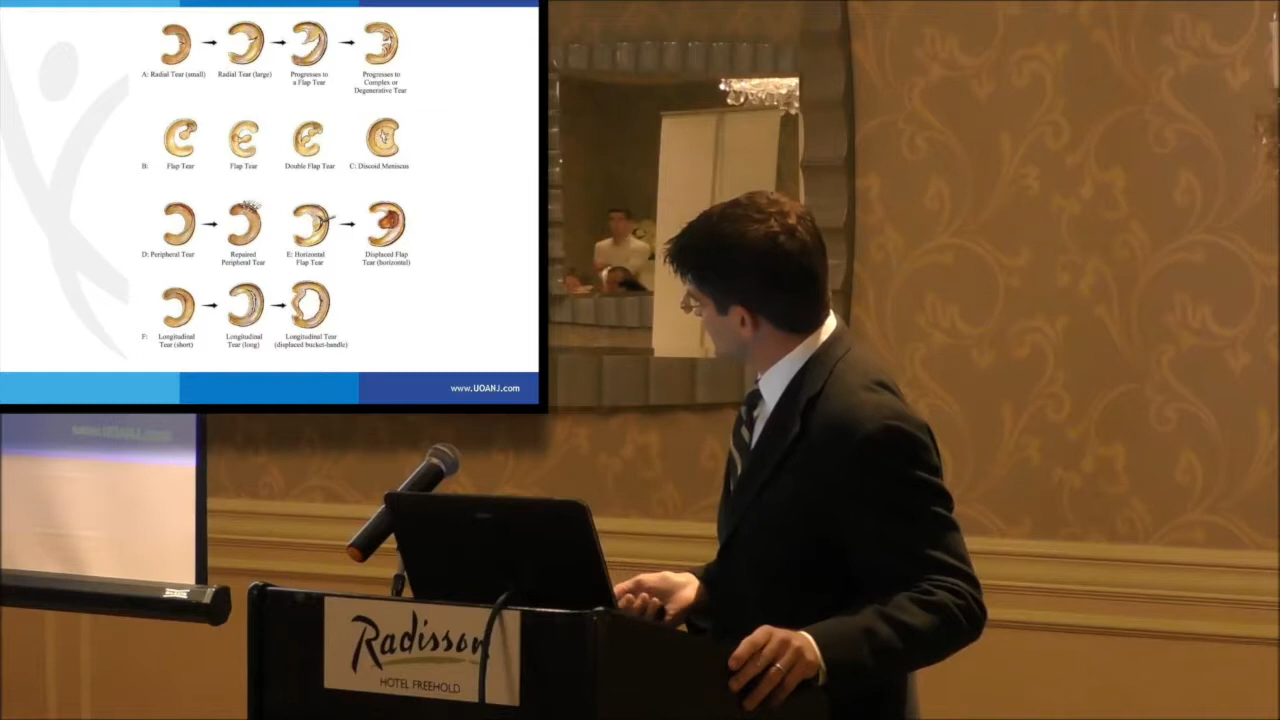 A: Radial Tear (small)
Radial Tear (large)
Progresses to
a Flap Tear
Progresses to
Complex or
Degenerative Tear
B:
Flap Tear
Flap Tear
Double Flap Tear
C: Discoid Meniscus
D: Peripheral Tear
Repaired
Peripheral Tear
E: Horizontal
Flap Tear
Displaced Flap
Tear (horizontal)
F:
Longitudinal
Tear (short)
Longitudinal
Tear (long)
Longitudinal Tear
(displaced bucket-handle)
www.UOANJ.com
Radisson
HOTEL FREEHOLD